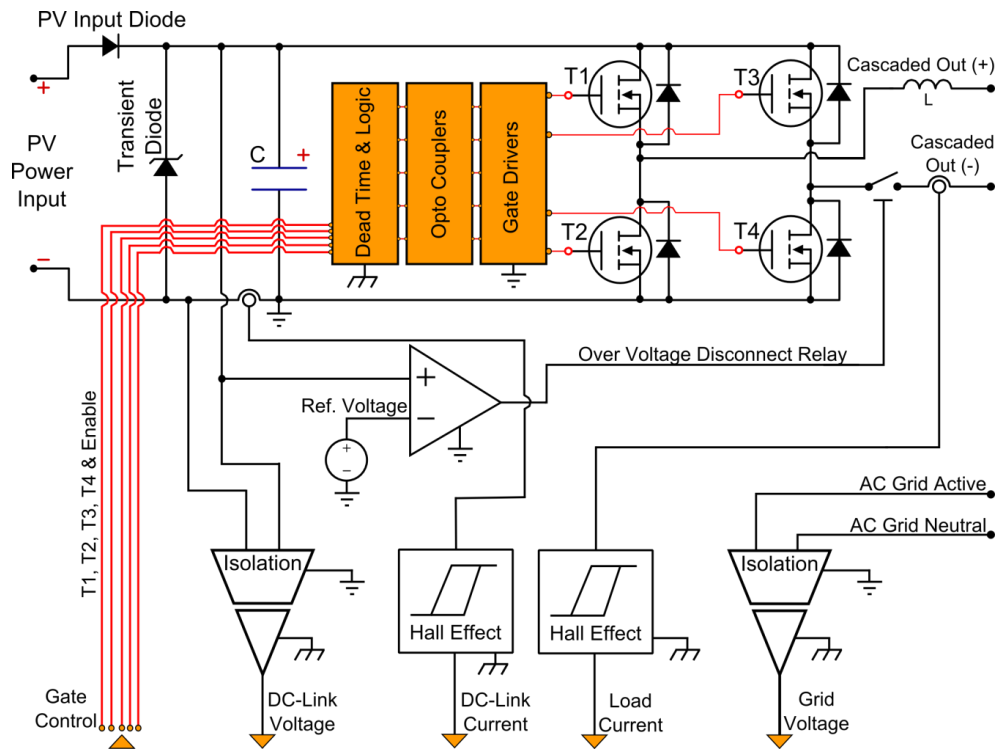 PV Input Diode
+
PV
Power
Input
−
Transient
Diode
C
+
Dead Time & Logic
Opto Couplers
Gate Drivers
T1
T2
T3
T4
Cascaded Out (+)
L
Cascaded
Out (-)
Over Voltage Disconnect Relay
Ref. Voltage
+
−
+
−
T1, T2, T3, T4 & Enable
AC Grid Active
AC Grid Neutral
Isolation
Hall Effect
Hall Effect
Isolation
Gate
Control
DC-Link
Voltage
DC-Link
Current
Load
Current
Grid
Voltage